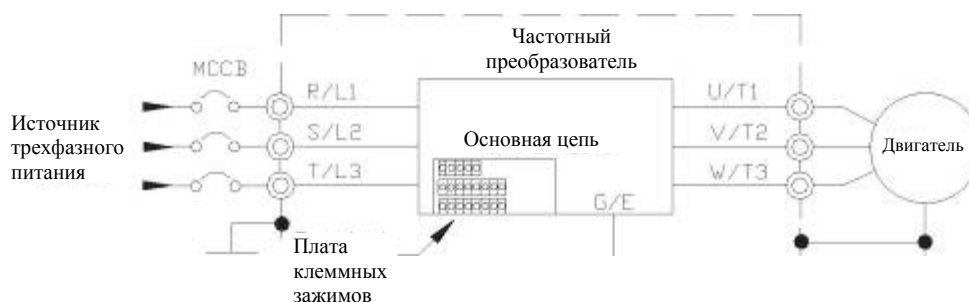 Частотный
преобразователь
MCCB
R/L1
U/T1
Источник
трехфазного
питания
S/L2
Основная цепь
V/T2
Двигатель
T/L3
W/T3
G/E
Плата
клеммных
зажимов